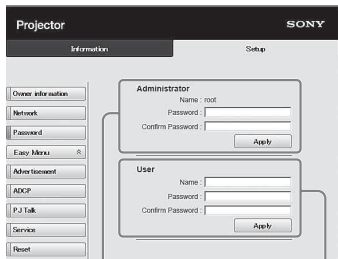 Projector SONY
Information Setup
Owner information
Network
Password
Easy Menu
Advertisement
ADCP
PJ Talk
Service
Reset
Administrator
Name : root
Password :
Confirm Password :
Apply
User
Name :
Password :
Confirm Password :
Apply